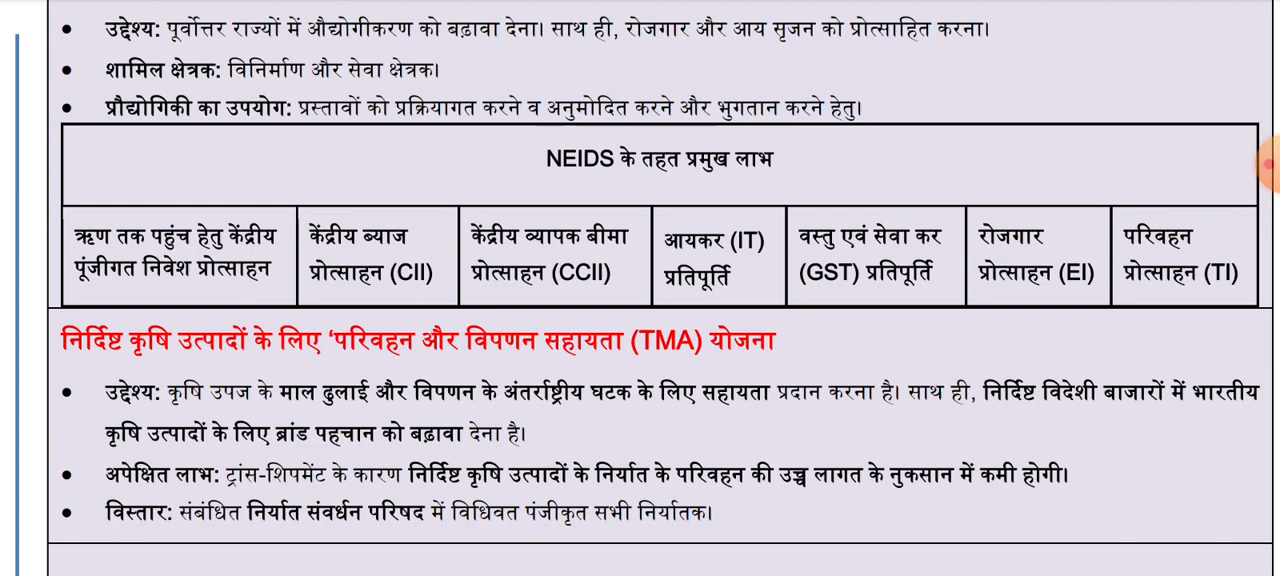 • उद्देश्य: पूर्वोत्तर राज्यों में औद्योगीकरण को बढ़ावा देना। साथ ही, रोजगार और आय सृजन को प्रोत्साहित करना।
• शामिल क्षेत्रक: विनिर्माण और सेवा क्षेत्रक।
• प्रौद्योगिकी का उपयोग: प्रस्तावों को प्रक्रियागत करने व अनुमोदित करने और भुगतान करने हेतु।
NEIDS के तहत प्रमुख लाभ
ऋण तक पहुंच हेतु केंद्रीय
पूंजीगत निवेश प्रोत्साहन
केंद्रीय ब्याज
प्रोत्साहन (CII)
केंद्रीय व्यापक बीमा
प्रोत्साहन (CCII)
आयकर (IT)
प्रतिपूर्ति
वस्तु एवं सेवा कर
(GST) प्रतिपूर्ति
रोजगार
प्रोत्साहन (EI)
परिवहन
प्रोत्साहन (TI)
निर्दिष्ट कृषि उत्पादों के लिए ‘परिवहन और विपणन सहायता (TMA) योजना
• उद्देश्य: कृषि उपज के माल ढुलाई और विपणन के अंतर्राष्ट्रीय घटक के लिए सहायता प्रदान करना है। साथ ही, निर्दिष्ट विदेशी बाजारों में भारतीय
कृषि उत्पादों के लिए ब्रांड पहचान को बढ़ावा देना है।
• अपेक्षित लाभ: ट्रांस-शिपमेंट के कारण निर्दिष्ट कृषि उत्पादों के निर्यात के परिवहन की उच्च लागत के नुकसान में कमी होगी।
• विस्तार: संबंधित निर्यात संवर्धन परिषद में विधिवत पंजीकृत सभी निर्यातक।